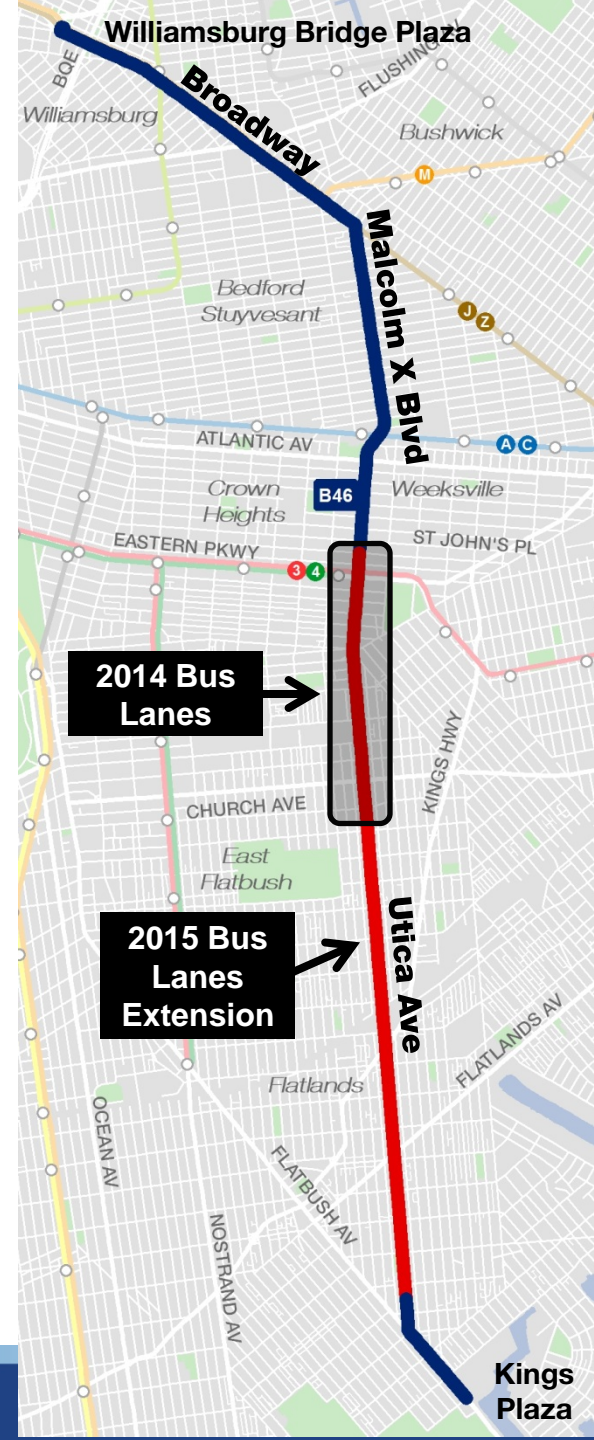 Williamsburg Bridge Plaza
BQE
FLUSHING AV
Broadway
Williamsburg
Bushwick
M
Malcolm X Blvd
Bedford
Stuyvesant
J
Z
ATLANTIC AV
A C
Crown
Heights
B46
Weeksville
EASTERN PKWY
ST JOHN'S PL
3 4
2014 Bus
Lanes
KINGS HWY
CHURCH AVE
East
Flatbush
Utica Ave
2015 Bus
Lanes
Extension
FLATLANDS AV
Flatlands
OCEAN AV
FLATBUSH AV
NOSTRAND AV
Kings
Plaza